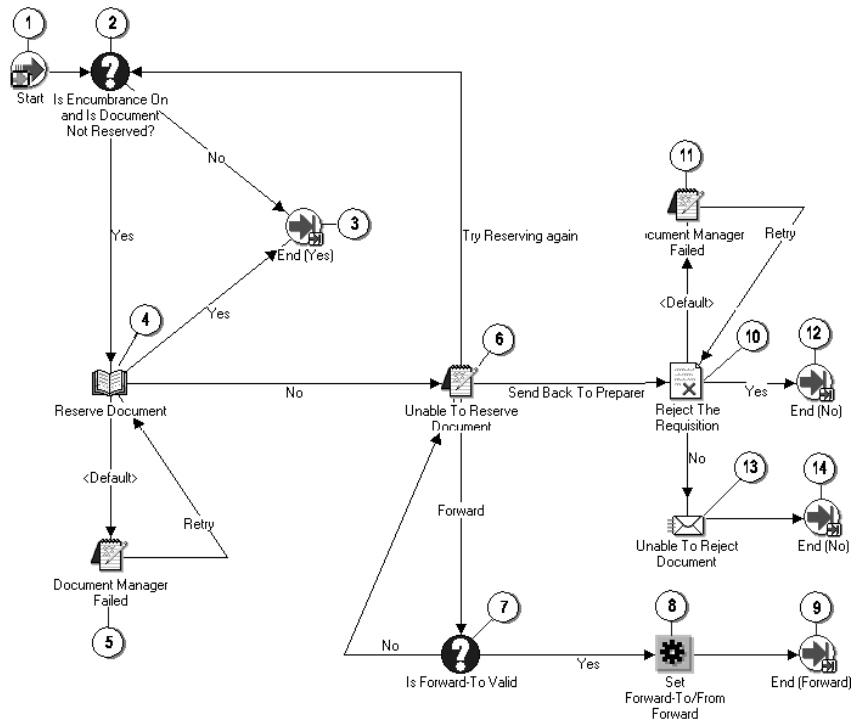 1
2
Start
Is Encumbrance On
and Is Document
Not Reserved?
No
3
End (Yes)
Yes
Yes
Try Reserving again
4
Reserve Document
No
<Default>
Retry
Document Manager
Failed
5
6
Unable To Reserve
Document
Send Back To Preparer
Forward
No
7
Is Forward-To Valid
Yes
8
Set
Forward-To/From
Forward
9
End (Forward)
11
cument Manager
Failed
Retry
<Default>
10
Reject The
Requisition
Yes
12
End (No)
No
13
Unable To Reject
Document
14
End (No)